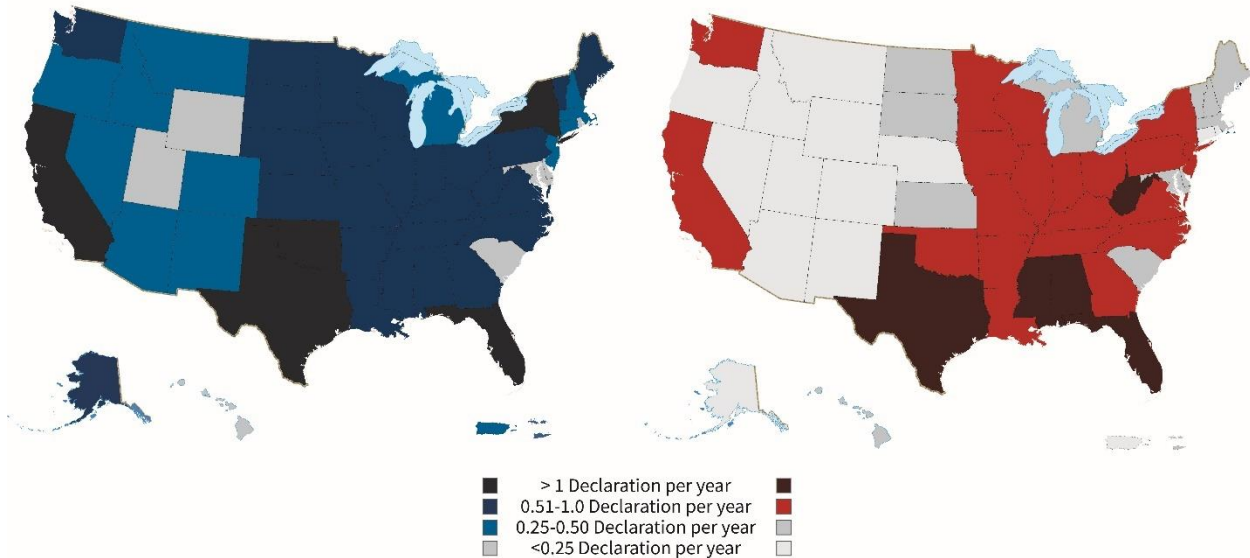 > 1 Declaration per year
0.51-1.0 Declaration per year
0.25-0.50 Declaration per year
<0.25 Declaration per year